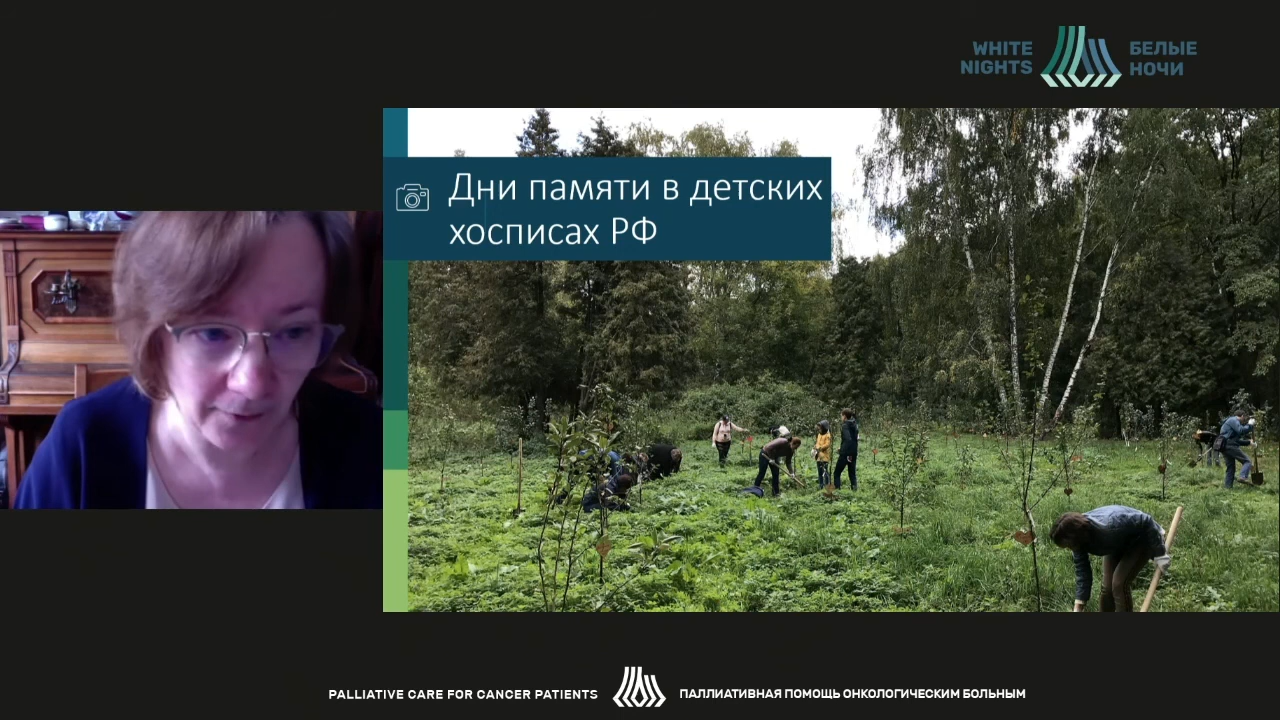 WHITE
NIGHTS
БЕЛЫЕ
НОЧИ
Дни памяти в детских
хосписах РФ
PALLIATIVE CARE FOR CANCER PATIENTS
ПАЛЛИАТИВНАЯ ПОМОЩЬ ОНКОЛОГИЧЕСКИМ БОЛЬНЫМ